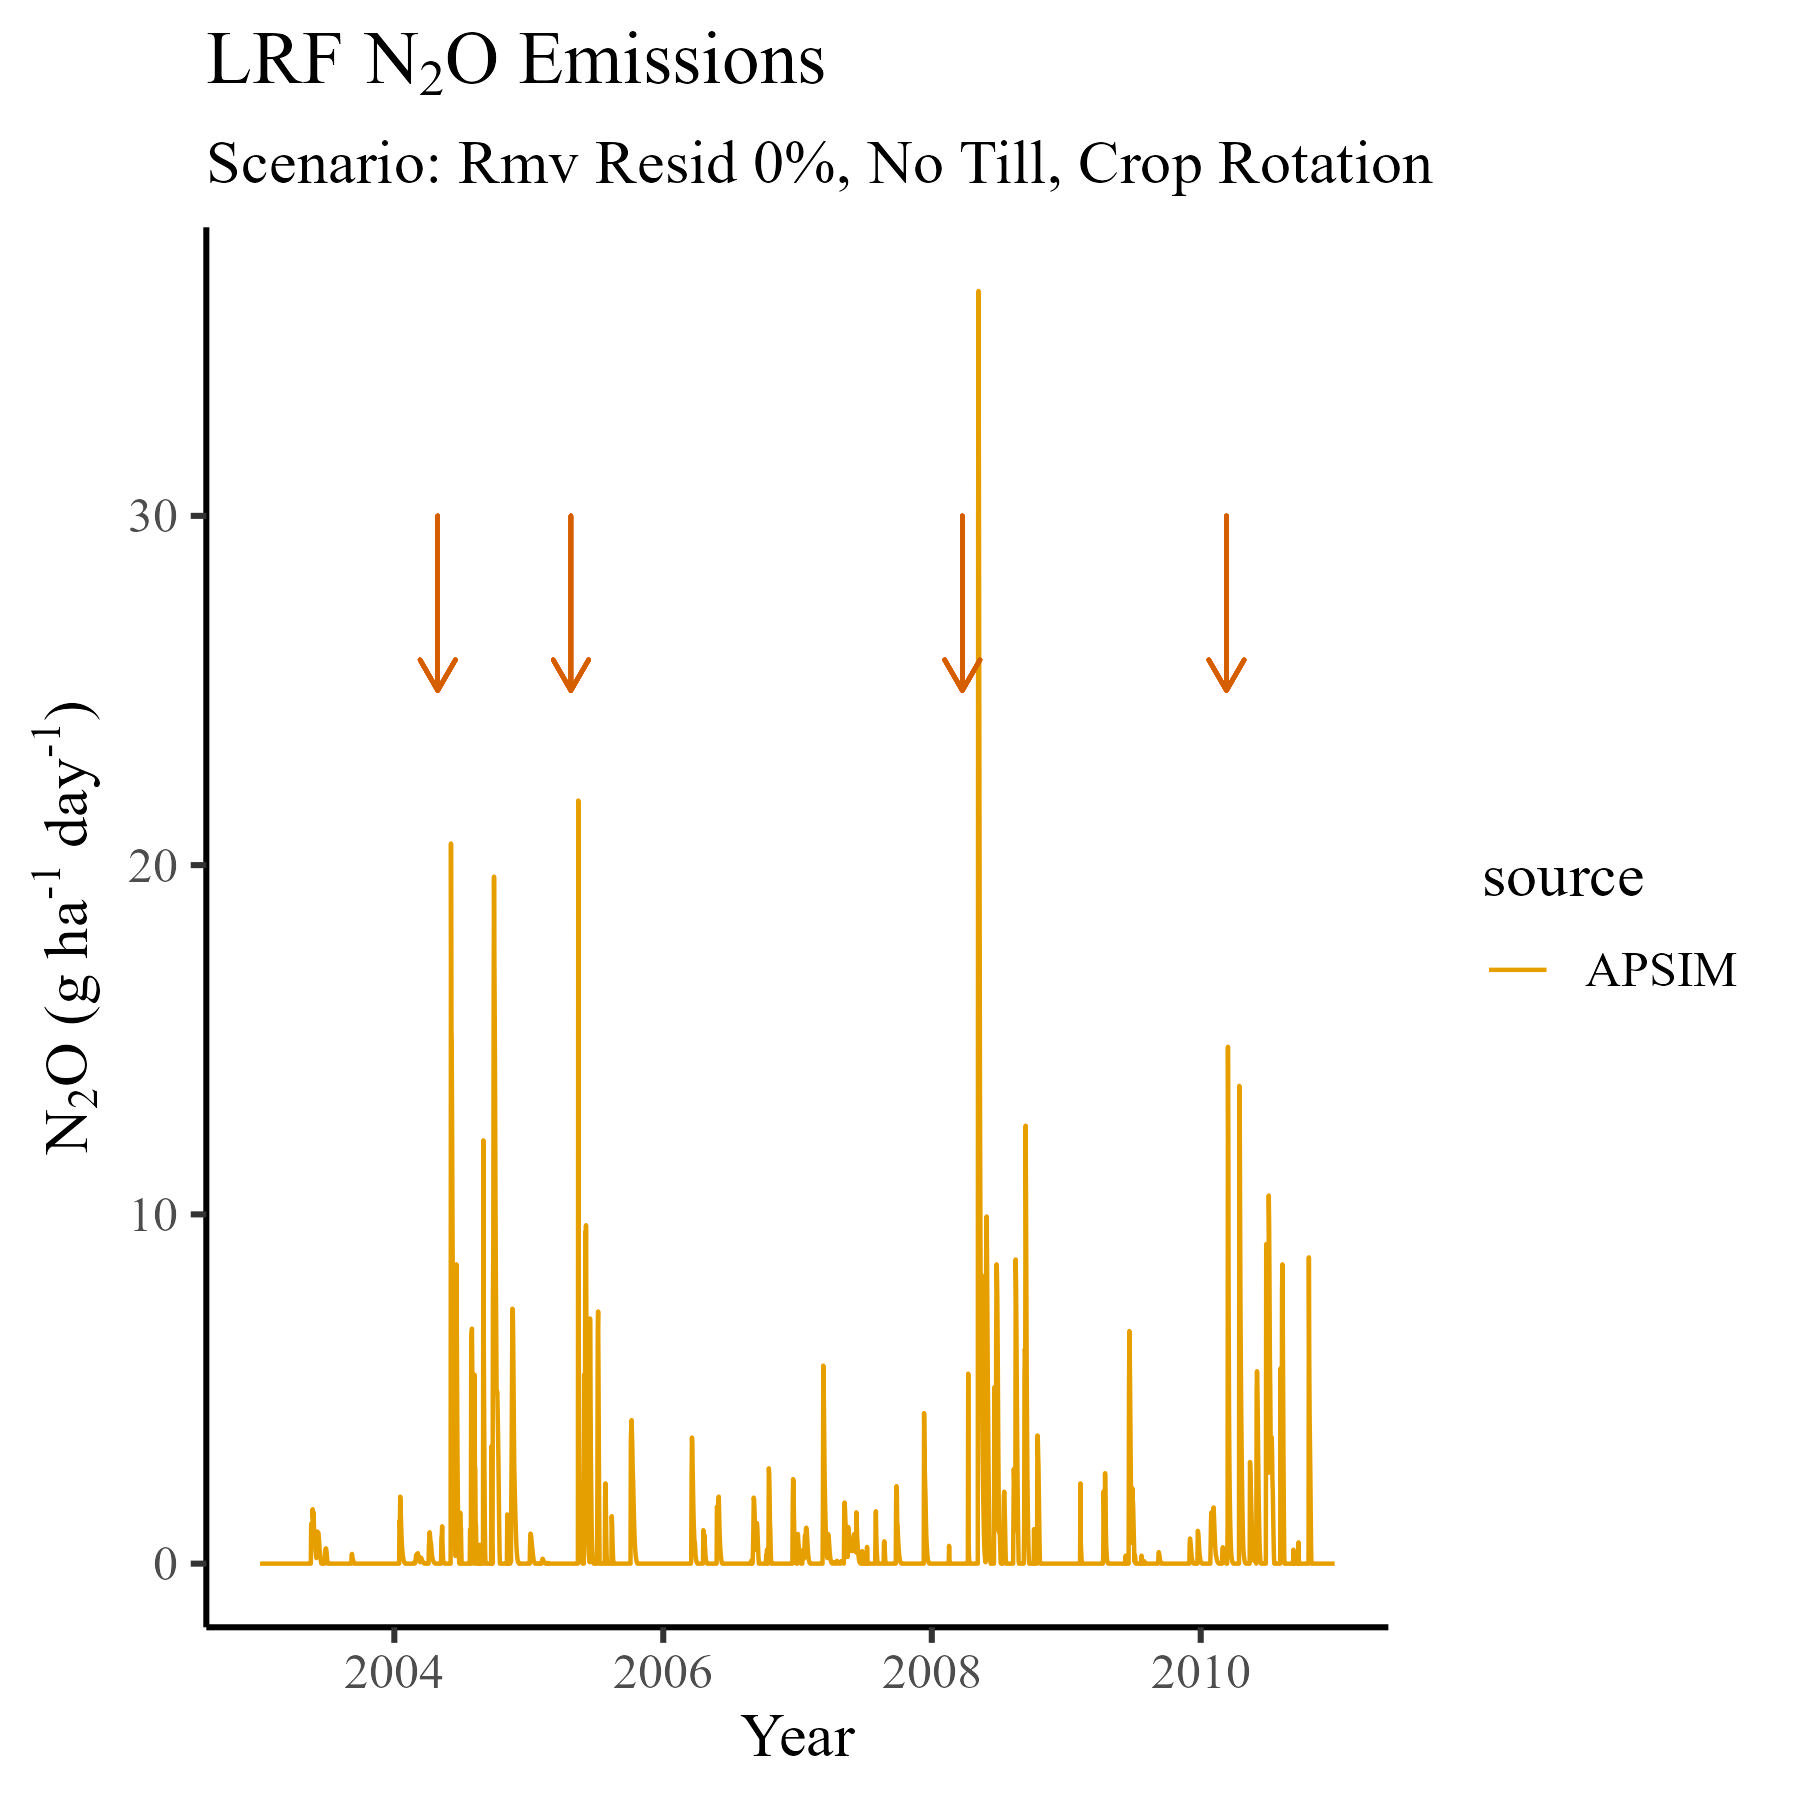 LRF N₂O Emissions
Scenario: Rmv Resid 0%, No Till, Crop Rotation
N₂O (g ha⁻¹ day⁻¹)
30
20
10
0
2004 2006 2008 2010
Year
source
APSIM